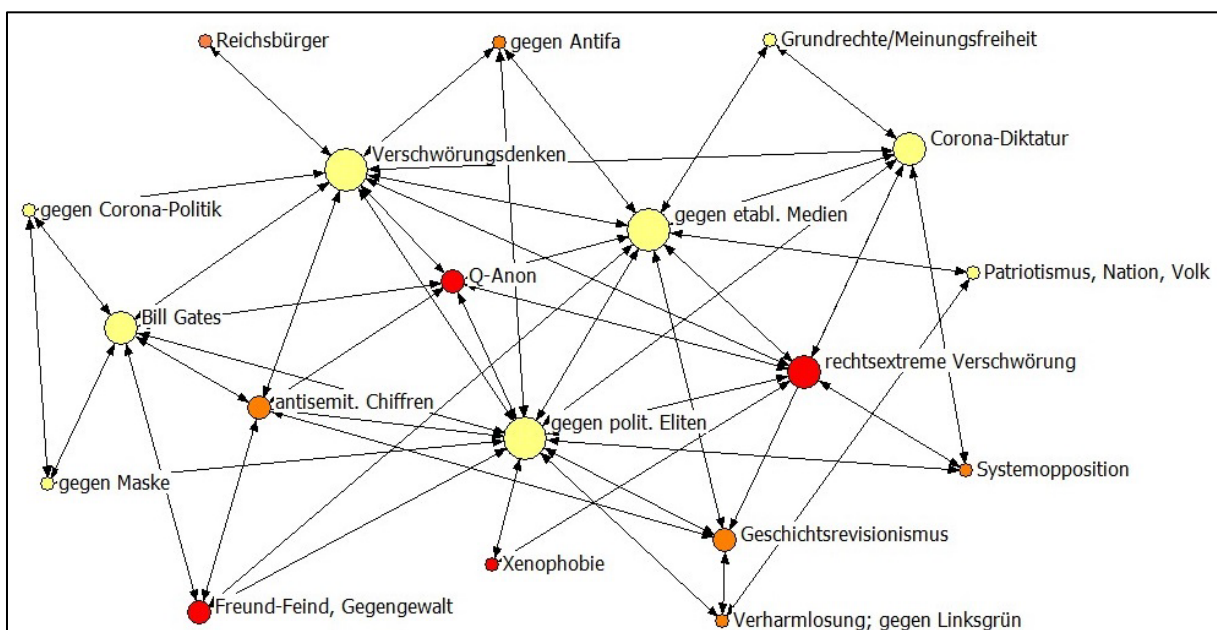 Reichsbürger
gegen Antifa
Grundrechte/Meinungsfreiheit
Corona-Diktatur
Verschwörungsdenken
gegen Corona-Politik
gegen etabl. Medien
Patriotismus, Nation, Volk
Q-Anon
Bill Gates
rechtsextreme Verschwörung
antisemit. Chiffren
gegen polit. Eliten
Systemopposition
gegen Maske
Geschichtsrevisionismus
Xenophobie
Freund-Feind, Gegengewalt
Verharmlosung; gegen Linksgrün